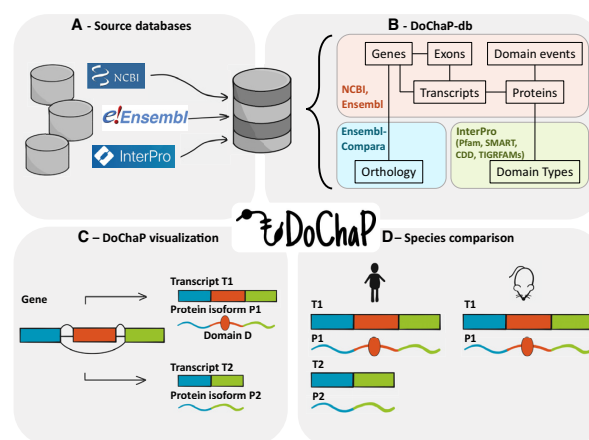 A - Source databases
NCBI
e!Ensembl
InterPro
B - DoChaP-db
Genes
Exons
Domain events
NCBI,
Ensembl
Transcripts
Proteins
Ensembl-
Compara
Orthology
InterPro
(Pfam, SMART,
CDD, TIGRFAMs)
Domain Types
DoChaP
C – DoChaP visualization
Gene
Transcript T1
Protein isoform P1
Domain D
Transcript T2
Protein isoform P2
D – Species comparison
T1
P1
T2
P2
T1
P1